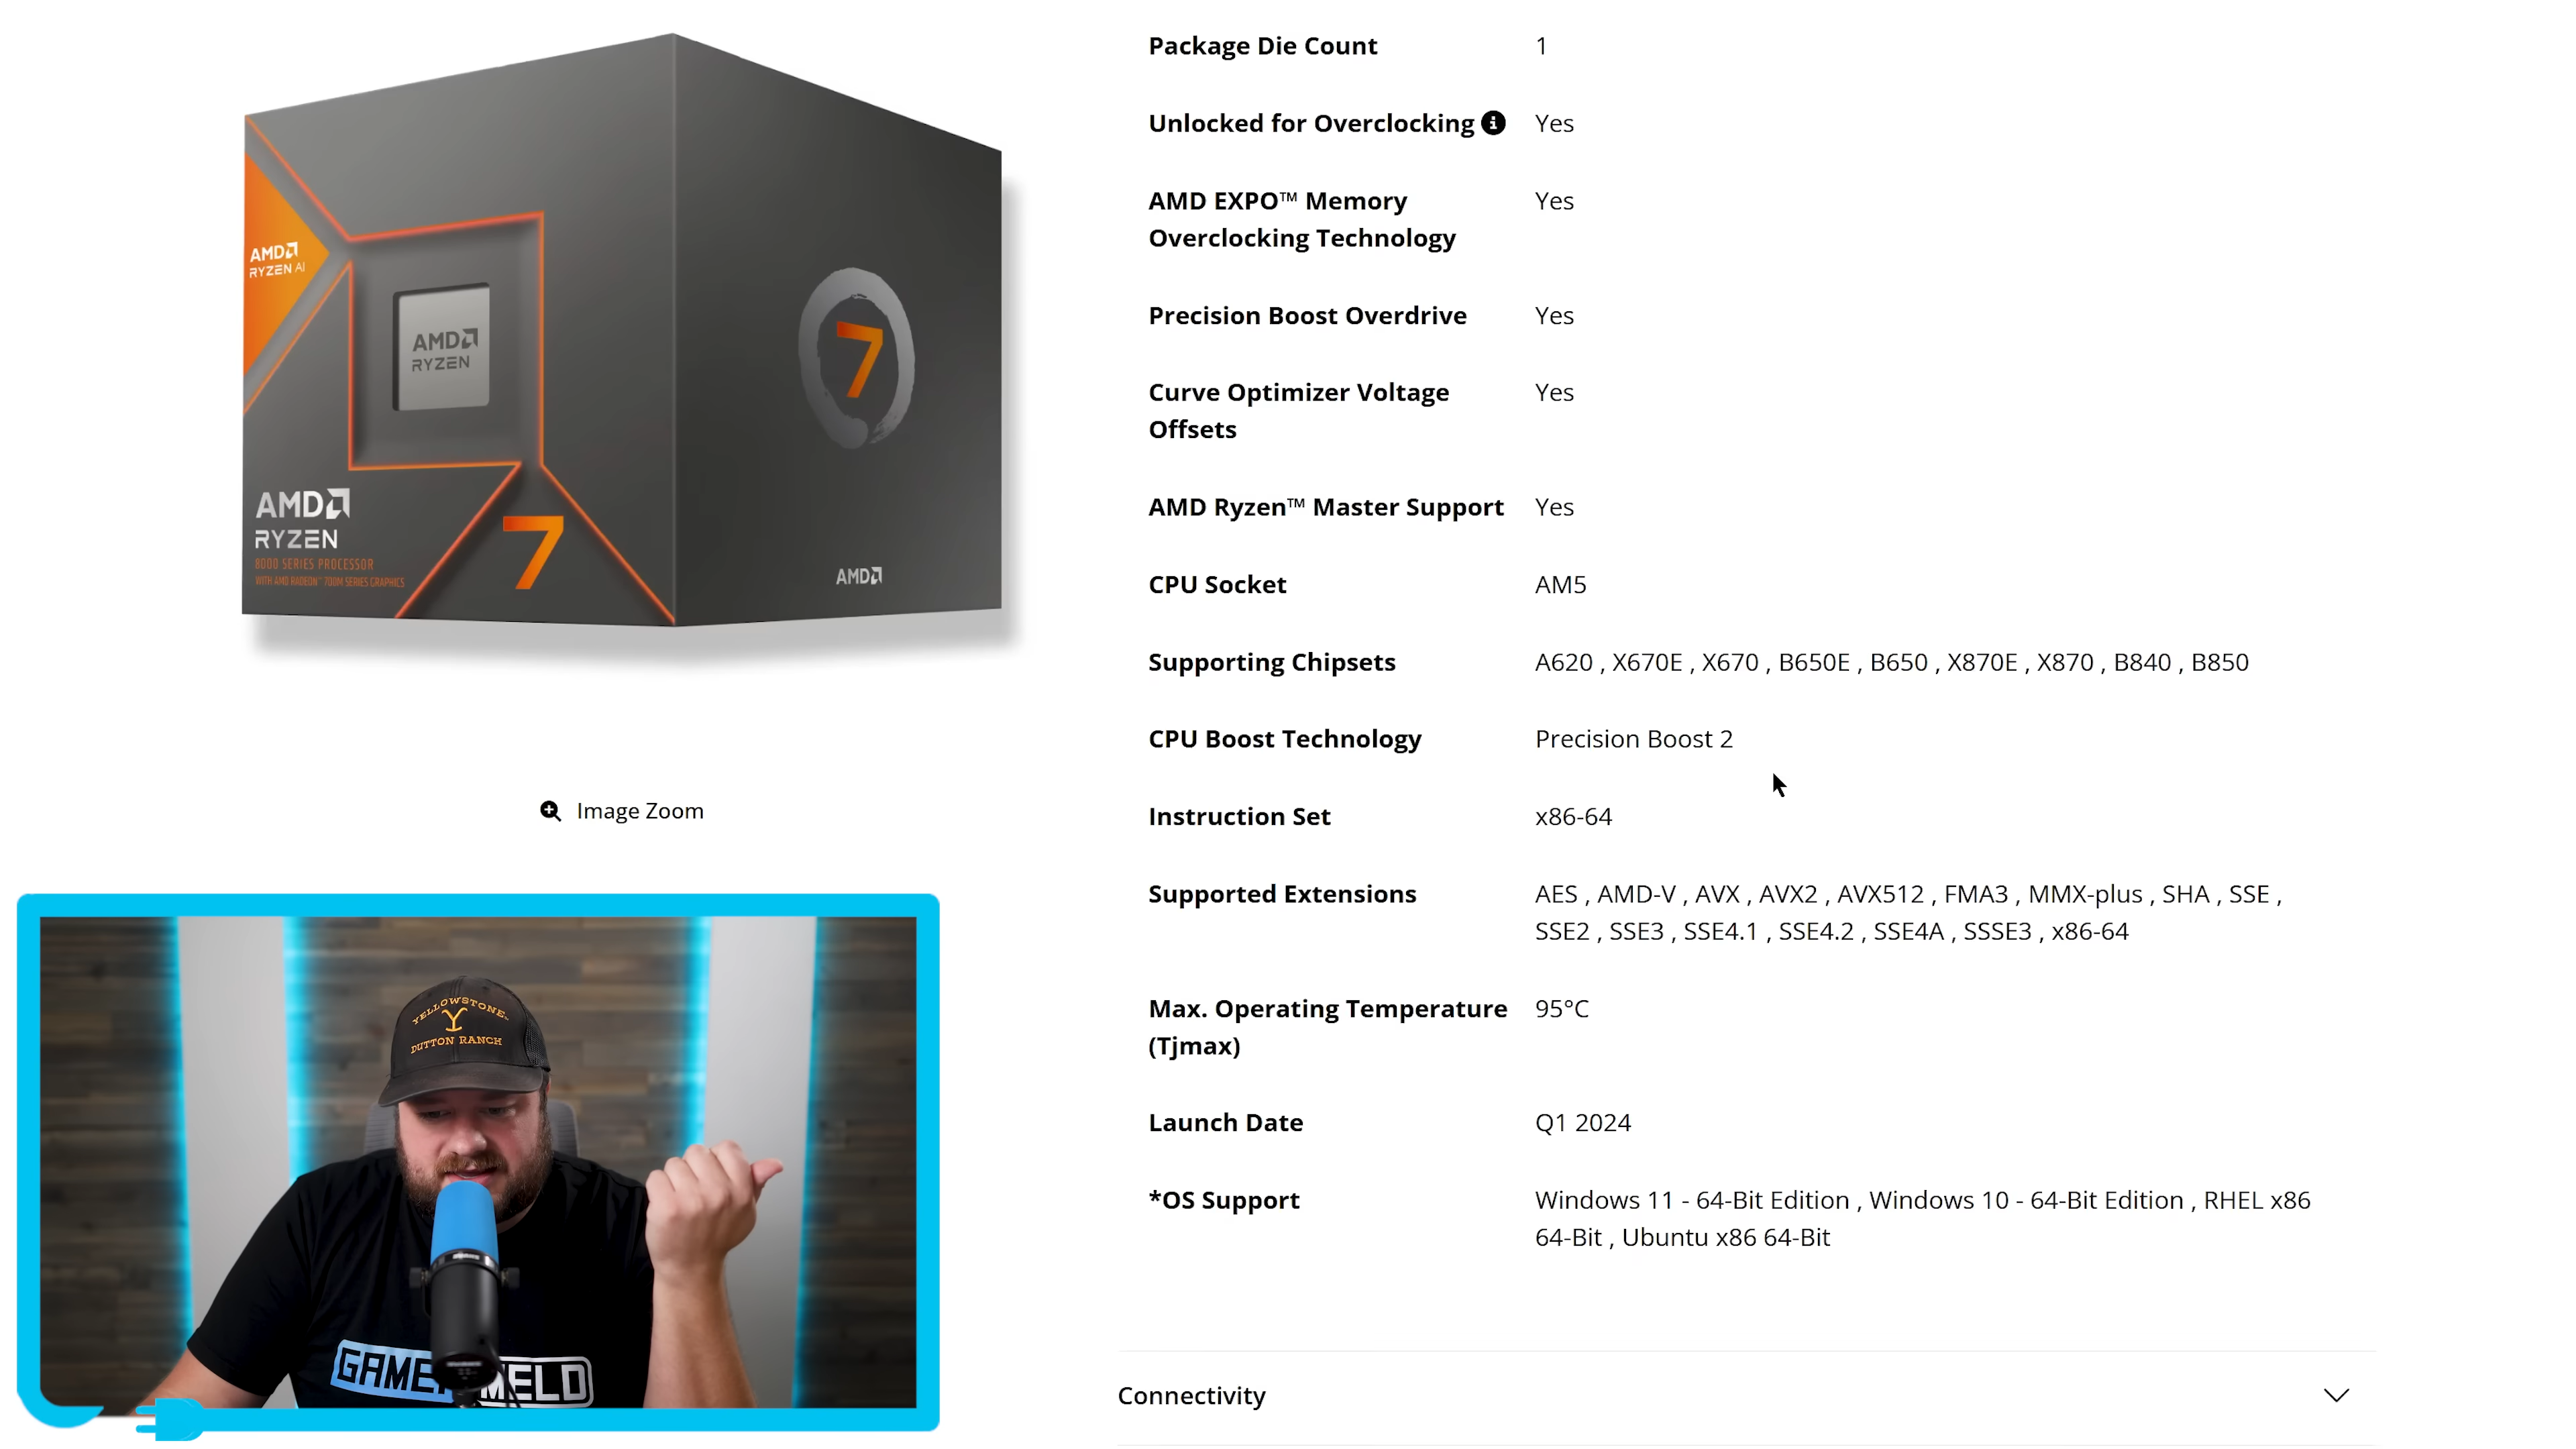 AMD
RYZEN AI
AMD
RYZEN
7
AMD
RYZEN
8000 SERIES PROCESSOR
WITH AMD RADEON™ 700M SERIES GRAPHICS
7
AMD
Image Zoom
Package Die Count 1
Unlocked for Overclocking Yes
AMD EXPO™ Memory Yes
Overclocking Technology
Precision Boost Overdrive Yes
Curve Optimizer Voltage Yes
Offsets
AMD Ryzen™ Master Support Yes
CPU Socket AM5
Supporting Chipsets A620 , X670E , X670 , B650E , B650 , X870E , X870 , B840 , B850
CPU Boost Technology Precision Boost 2
Instruction Set x86-64
Supported Extensions AES , AMD-V , AVX , AVX2 , AVX512 , FMA3 , MMX-plus , SHA , SSE ,
SSE2 , SSE3 , SSE4.1 , SSE4.2 , SSE4A , SSSE3 , x86-64
Max. Operating Temperature 95°C
(Tjmax)
Launch Date Q1 2024
*OS Support Windows 11 - 64-Bit Edition , Windows 10 - 64-Bit Edition , RHEL x86
64-Bit , Ubuntu x86 64-Bit
Connectivity
YELLOWSTONE
Y
DUTTON RANCH